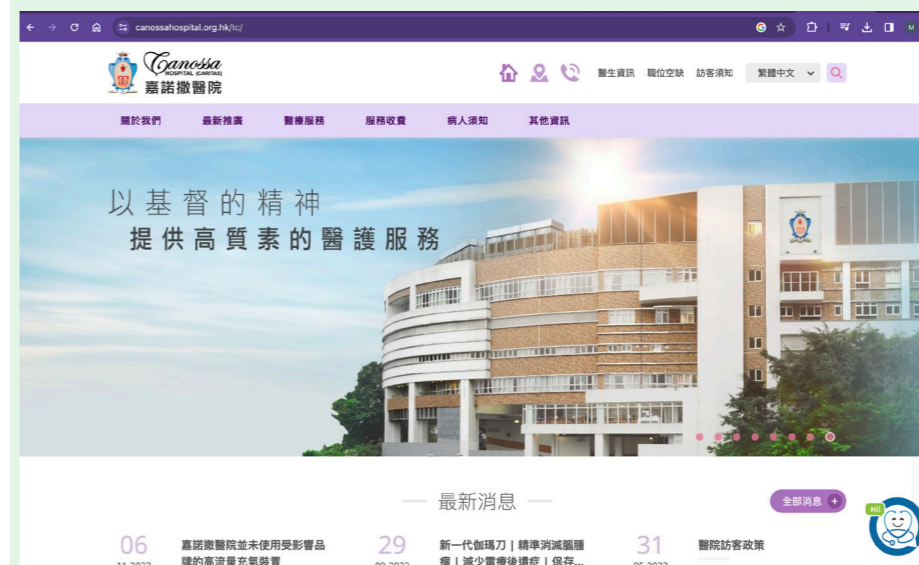 canossahospital.org.hk/tc/
Canossa
HOSPITAL (CARITAS)
嘉諾撒醫院
醫生資訊 職位空缺 訪客須知 繁體中文
關於我們 最新推廣 醫療服務 服務收費 病人須知 其他資訊
以基督的精神
提供高質素的醫護服務
最新消息
全部消息 +
Hi!
06
嘉諾撒醫院並未使用受影響品
牌的高流量充氧裝置
11-2023
29
新一代伽瑪刀 | 精準消滅腦腫
瘤 | 減少電療後遺症 | 保存...
31
醫院訪客政策
05-2023